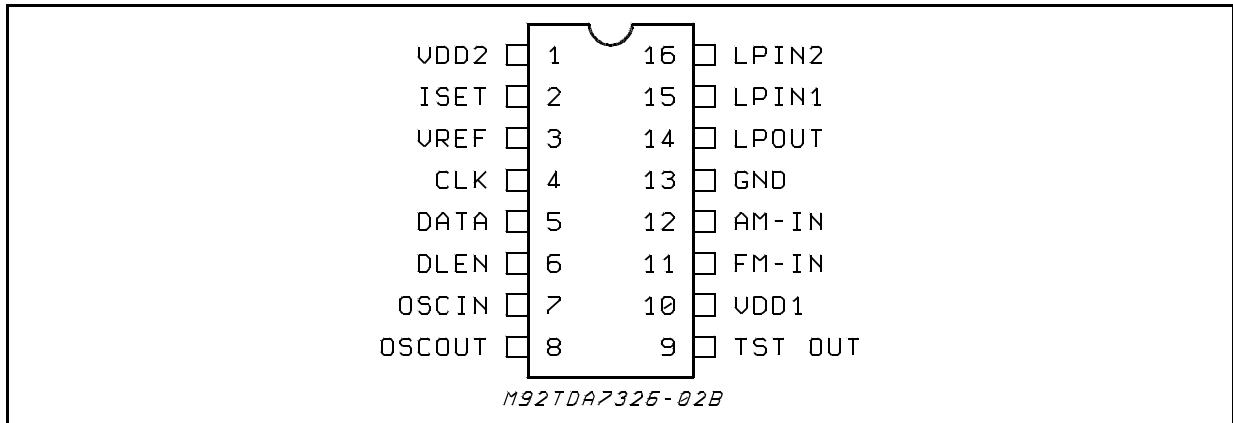 VDD2 1 16 LPIN2
ISET 2 15 LPIN1
VREF 3 14 LPOUT
CLK 4 13 GND
DATA 5 12 AM-IN
DLEN 6 11 FM-IN
OSCIN 7 10 VDD1
OSCOUT 8 9 TST OUT
M92TDA7326-02B